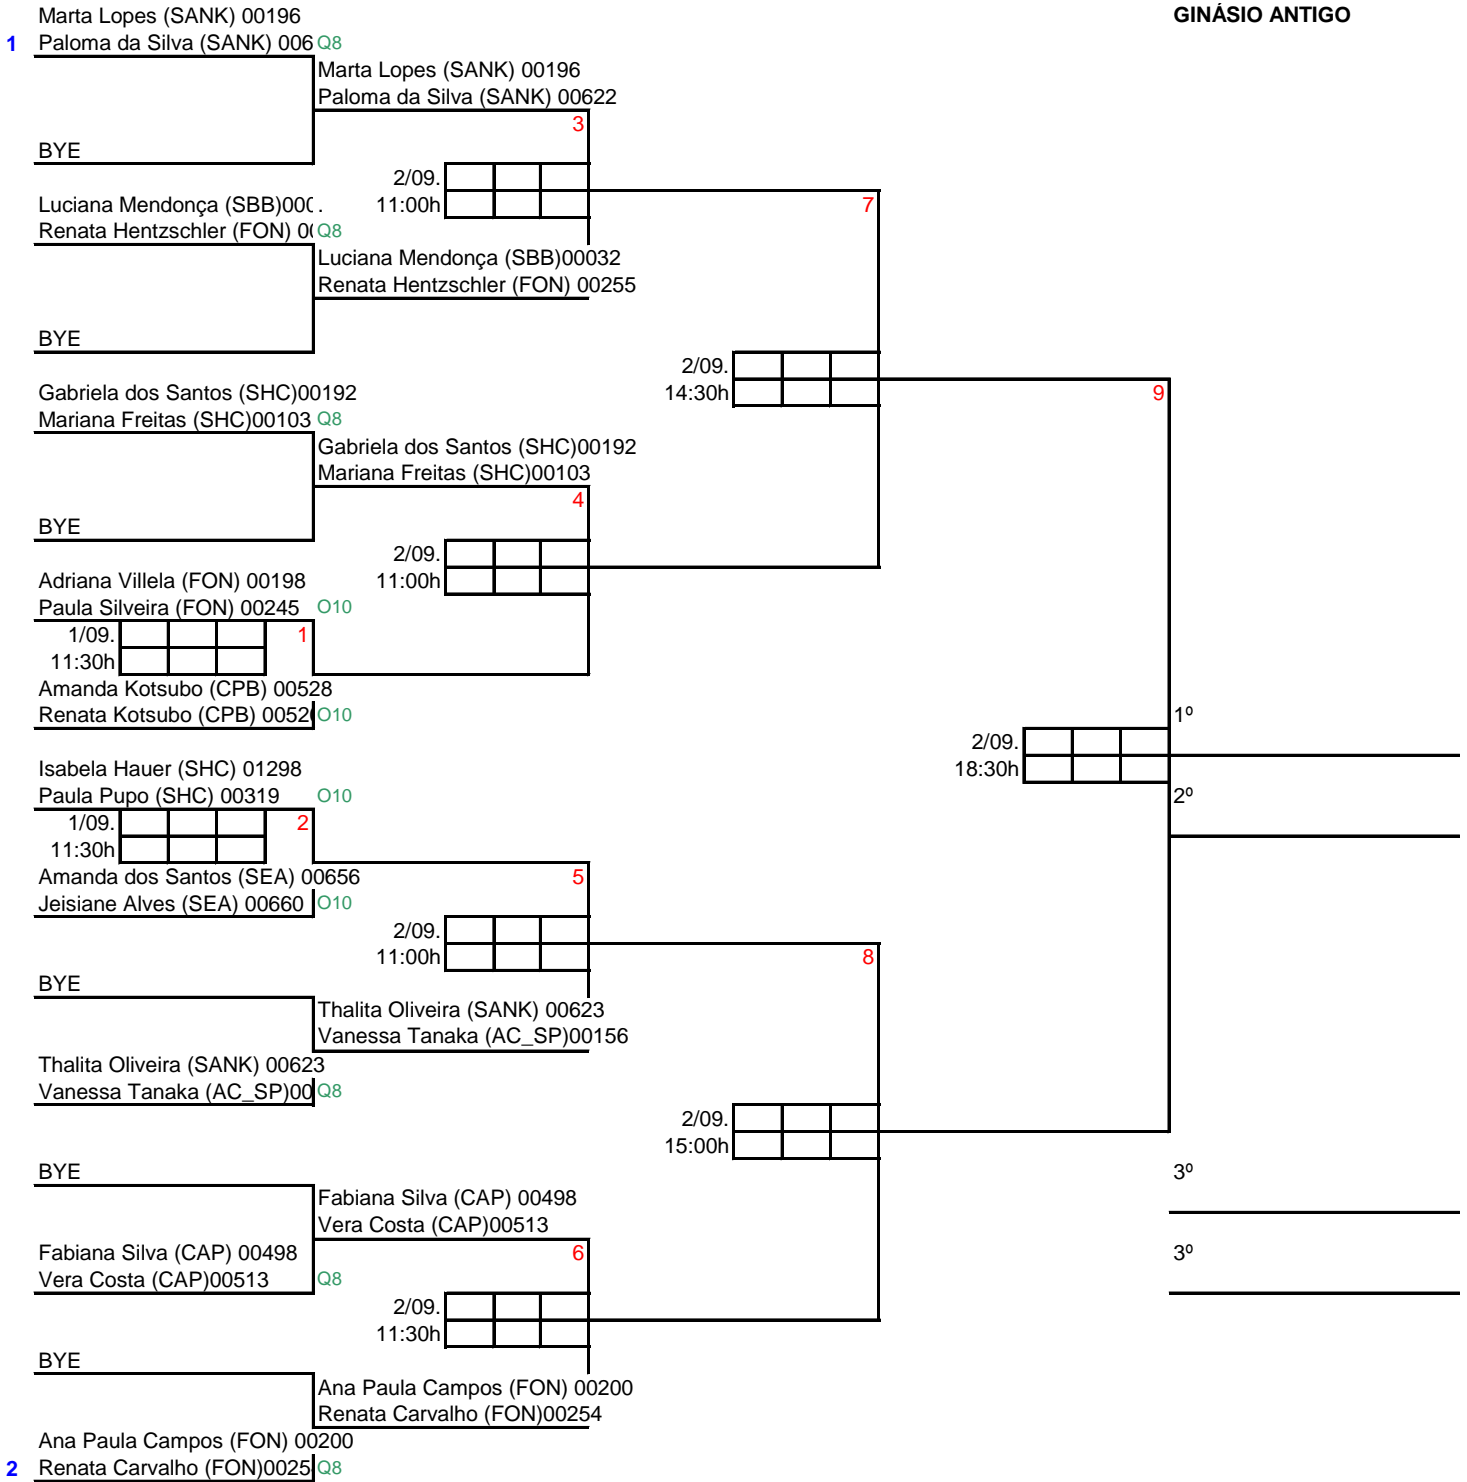 Marta Lopes (SANK) 00196
GINÁSIO ANTIGO
1 Paloma da Silva (SANK) 006 Q8
Marta Lopes (SANK) 00196
Paloma da Silva (SANK) 00622
3
BYE
2/09.
11:00h
7
Luciana Mendonça (SBB)000 .
Renata Hentzschler (FON) 00 Q8
Luciana Mendonça (SBB)00032
Renata Hentzschler (FON) 00255
BYE
2/09.
14:30h
9
Gabriela dos Santos (SHC)00192
Mariana Freitas (SHC)00103 Q8
Gabriela dos Santos (SHC)00192
Mariana Freitas (SHC)00103
4
BYE
2/09.
11:00h
Adriana Villela (FON) 00198
Paula Silveira (FON) 00245 O10
1/09. 1
11:30h
Amanda Kotsubo (CPB) 00528
Renata Kotsubo (CPB) 0052 O10
1º
2/09.
18:30h
2º
Isabela Hauer (SHC) 01298
Paula Pupo (SHC) 00319 O10
1/09. 2
11:30h
Amanda dos Santos (SEA) 00656
5
Jeisiane Alves (SEA) 00660 O10
2/09.
11:00h
8
BYE
Thalita Oliveira (SANK) 00623
Vanessa Tanaka (AC_SP)00156
Thalita Oliveira (SANK) 00623
Vanessa Tanaka (AC_SP)00 Q8
2/09.
15:00h
BYE
3º
Fabiana Silva (CAP) 00498
Vera Costa (CAP)00513
Fabiana Silva (CAP) 00498
6
3º
Vera Costa (CAP)00513 Q8
2/09.
11:30h
BYE
Ana Paula Campos (FON) 00200
Renata Carvalho (FON)00254
Ana Paula Campos (FON) 00200
2 Renata Carvalho (FON)0025 Q8